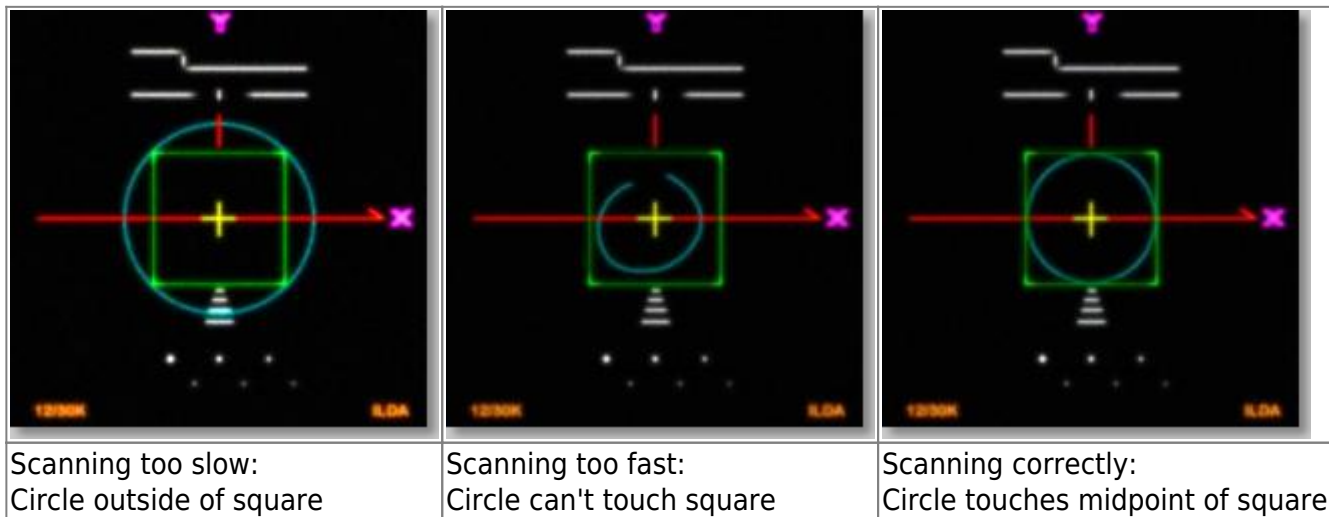 Y
X
12/30K ILDA
Y
X
12/30K ILDA
Y
X
12/30K ILDA
Scanning too slow:
Circle outside of square
Scanning too fast:
Circle can't touch square
Scanning correctly:
Circle touches midpoint of square